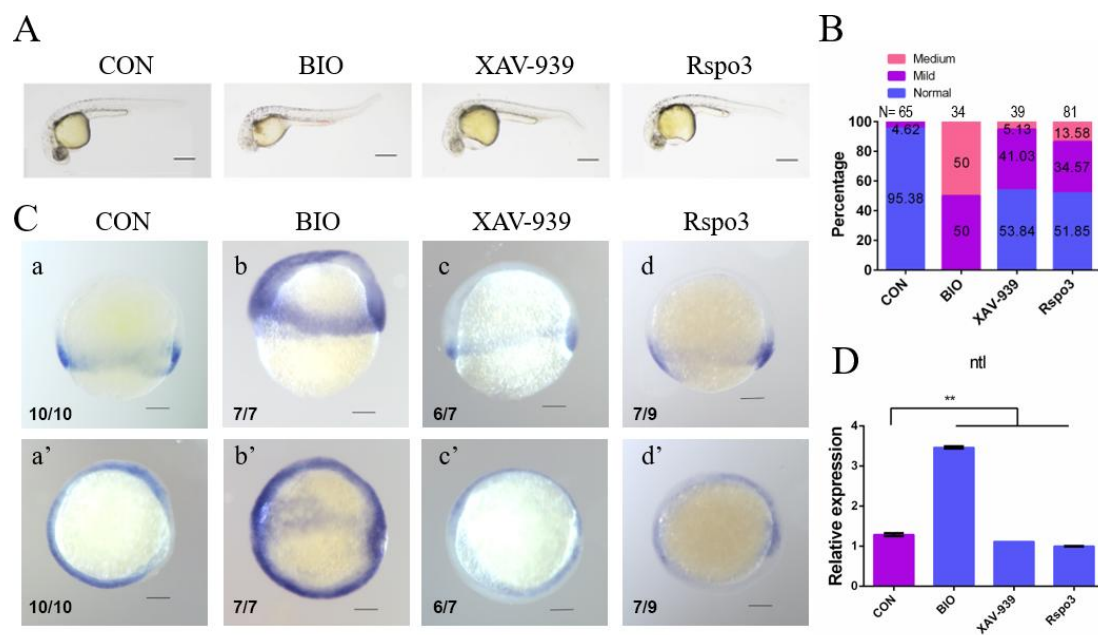 A
CON BIO XAV-939 Rspo3
B
Medium
Mild
Normal
N= 65 34 39 81
Percentage
100
80
60
40
20
0
4.62
95.38
50
50
5.13
41.03
53.84
13.58
34.57
51.85
CON BIO XAV-939 Rspo3
C
CON BIO XAV-939 Rspo3
a b c d
10/10 7/7 6/7 7/9
a’ b’ c’ d’
10/10 7/7 6/7 7/9
D
ntl
**
Relative expression
4
3
2
1
0
CON BIO XAV-939 Rspo3